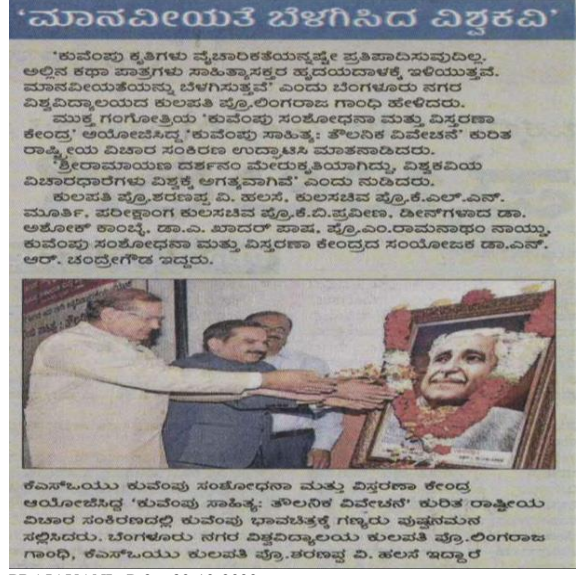 'ಮಾನವೀಯತೆ ಬೆಳಗಿಸಿದ ವಿಶ್ವಕವಿ'
'ಕುವೆಂಪು ಕೃತಿಗಳು ವೈಚಾರಿಕತೆಯನ್ನಷ್ಟೇ ಪ್ರತಿಪಾದಿಸುವುದಿಲ್ಲ.
ಅಲ್ಲಿನ ಕಥಾ ಪಾತ್ರಗಳು ಸಾಹಿತ್ಯಾಸಕ್ತರ ಹೃದಯದಾಳಕ್ಕೆ ಇಳಿಯುತ್ತವೆ.
ಮಾನವೀಯತೆಯನ್ನು ಬೆಳಗಿಸುತ್ತವೆ' ಎಂದು ಬೆಂಗಳೂರು ನಗರ
ವಿಶ್ವವಿದ್ಯಾಲಯದ ಕುಲಪತಿ ಪ್ರೊ.ಲಿಂಗರಾಜ ಗಾಂಧಿ ಹೇಳಿದರು.
ಮುಕ್ತ ಗಂಗೋತ್ರಿಯ 'ಕುವೆಂಪು ಸಂಶೋಧನಾ ಮತ್ತು ವಿಸ್ತರಣಾ
ಕೇಂದ್ರ' ಆಯೋಜಿಸಿದ್ದ 'ಕುವೆಂಪು ಸಾಹಿತ್ಯ: ತೌಲನಿಕ ವಿವೇಚನೆ' ಕುರಿತ
ರಾಷ್ಟ್ರೀಯ ವಿಚಾರ ಸಂಕಿರಣ ಉದ್ಘಾಟಿಸಿ ಮಾತನಾಡಿದರು.
'ಶ್ರೀರಾಮಾಯಣ ದರ್ಶನಂ ಮೇರುಕೃತಿಯಾಗಿದ್ದು, ವಿಶ್ವಕವಿಯ
ವಿಚಾರಧಾರೆಗಳು ವಿಶ್ವಕ್ಕೆ ಅಗತ್ಯವಾಗಿವೆ' ಎಂದು ನುಡಿದರು.
ಕುಲಪತಿ ಪ್ರೊ.ಶರಣಪ್ಪ ವಿ. ಹಲಸೆ, ಕುಲಸಚಿವ ಪ್ರೊ.ಕೆ.ಎಲ್.ಎನ್.
ಮೂರ್ತಿ, ಪರೀಕ್ಷಾಂಗ ಕುಲಸಚಿವ ಪ್ರೊ.ಕೆ.ಬಿ.ಪ್ರವೀಣ, ಡೀನ್‌ಗಳಾದ ಡಾ.
ಅಶೋಕ್ ಕಾಂಬ್ಳೆ, ಡಾ.ಎ. ಖಾದರ್ ಪಾಷ, ಪ್ರೊ.ಎಂ.ರಾಮನಾಥಂ ನಾಯ್ಡು,
ಕುವೆಂಪು ಸಂಶೋಧನಾ ಮತ್ತು ವಿಸ್ತರಣಾ ಕೇಂದ್ರದ ಸಂಯೋಜಕ ಡಾ.ಎನ್.
ಆರ್. ಚಂದ್ರೇಗೌಡ ಇದ್ದರು.
ಕೆಎಸ್‌ಒಯು ಕುವೆಂಪು ಸಂಶೋಧನಾ ಮತ್ತು ವಿಸ್ತರಣಾ ಕೇಂದ್ರ
ಆಯೋಜಿಸಿದ್ದ 'ಕುವೆಂಪು ಸಾಹಿತ್ಯ: ತೌಲನಿಕ ವಿವೇಚನೆ' ಕುರಿತ ರಾಷ್ಟ್ರೀಯ
ವಿಚಾರ ಸಂಕಿರಣದಲ್ಲಿ ಕುವೆಂಪು ಭಾವಚಿತ್ರಕ್ಕೆ ಗಣ್ಯರು ಪುಷ್ಪನಮನ
ಸಲ್ಲಿಸಿದರು. ಬೆಂಗಳೂರು ನಗರ ವಿಶ್ವವಿದ್ಯಾಲಯ ಕುಲಪತಿ ಪ್ರೊ.ಲಿಂಗರಾಜ
ಗಾಂಧಿ, ಕೆಎಸ್‌ಒಯು ಕುಲಪತಿ ಪ್ರೊ.ಶರಣಪ್ಪ ವಿ. ಹಲಸೆ ಇದ್ದಾರೆ